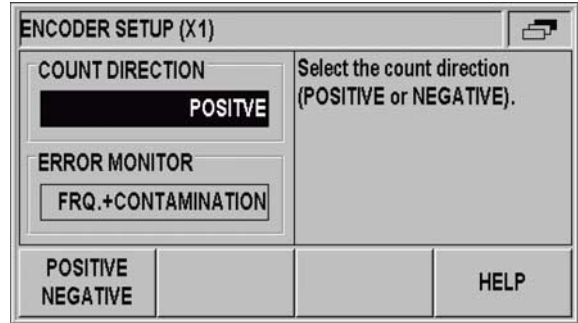 ENCODER SETUP (X1)
COUNT DIRECTION
POSITVE
ERROR MONITOR
FRQ.+CONTAMINATION
Select the count direction
(POSITIVE or NEGATIVE).
POSITIVE
NEGATIVE
HELP